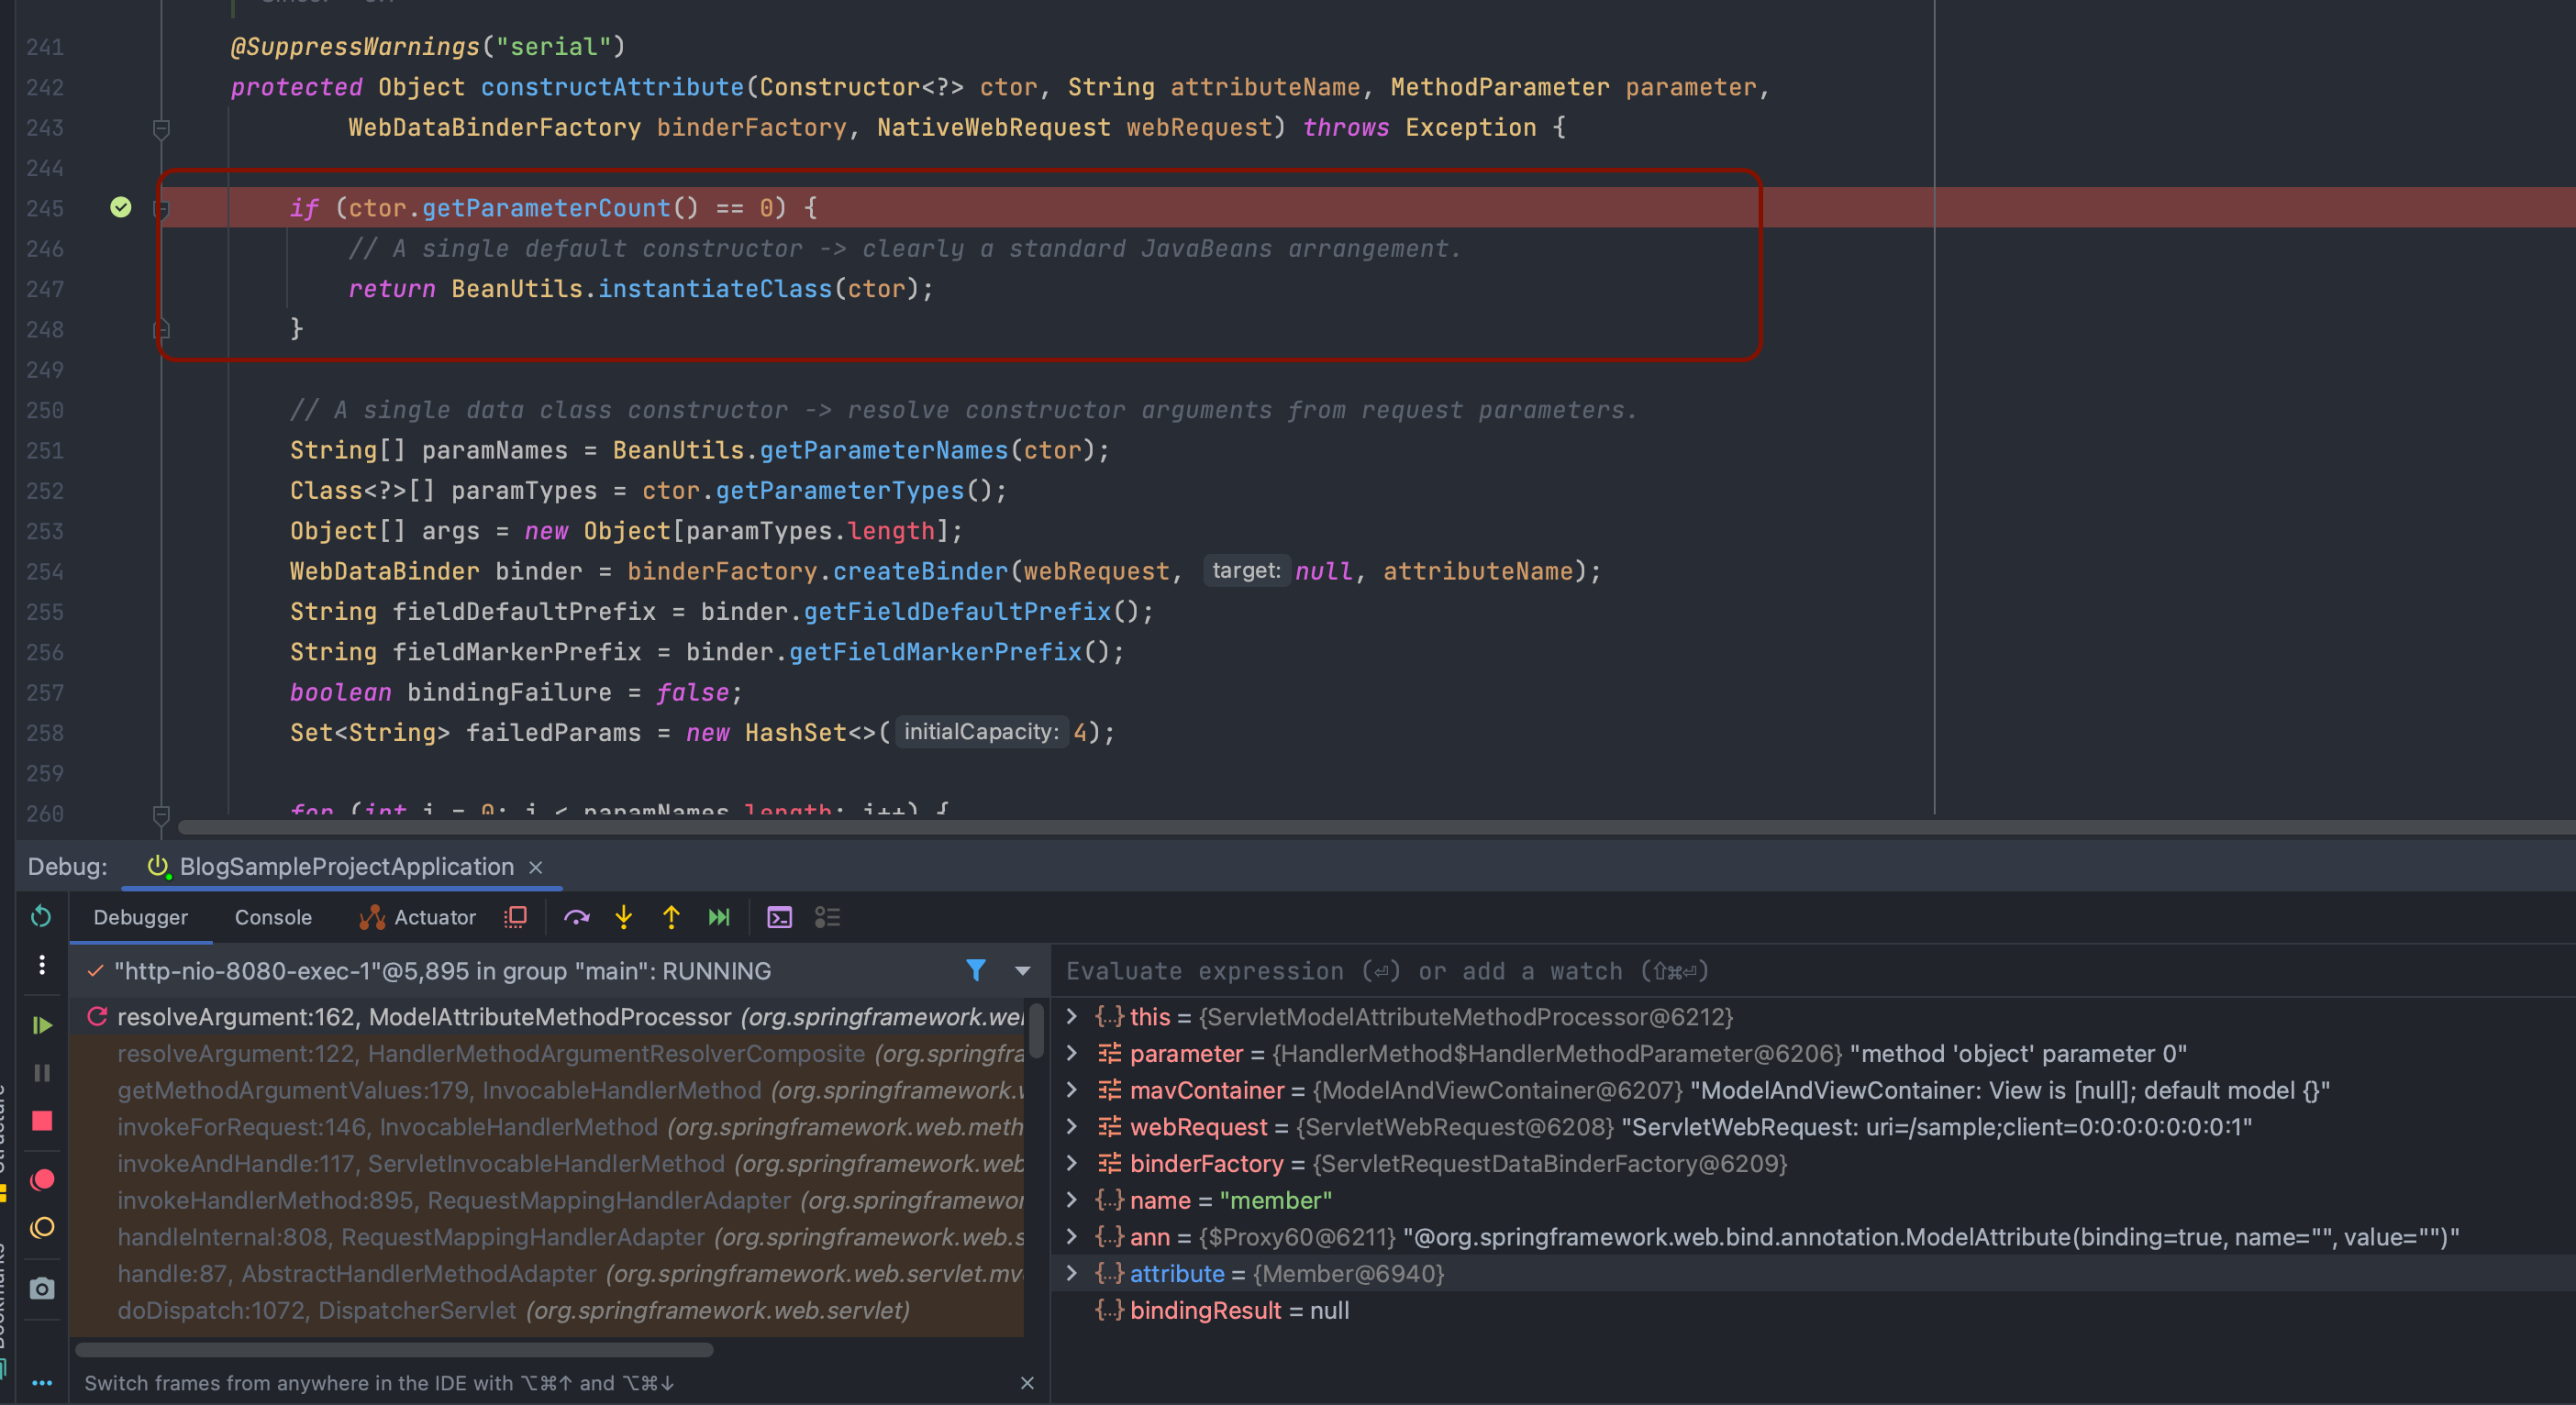 241 @SuppressWarnings("serial")
242 protected Object constructAttribute(Constructor<?> ctor, String attributeName, MethodParameter parameter,
243 WebDataBinderFactory binderFactory, NativeWebRequest webRequest) throws Exception {
244
245 if (ctor.getParameterCount() == 0) {
246 // A single default constructor -> clearly a standard JavaBeans arrangement.
247 return BeanUtils.instantiateClass(ctor);
248 }
249
250 // A single data class constructor -> resolve constructor arguments from request parameters.
251 String[] paramNames = BeanUtils.getParameterNames(ctor);
252 Class<?>[] paramTypes = ctor.getParameterTypes();
253 Object[] args = new Object[paramTypes.length];
254 WebDataBinder binder = binderFactory.createBinder(webRequest, target: null, attributeName);
255 String fieldDefaultPrefix = binder.getFieldDefaultPrefix();
256 String fieldMarkerPrefix = binder.getFieldMarkerPrefix();
257 boolean bindingFailure = false;
258 Set<String> failedParams = new HashSet<>( initialCapacity: 4);
259
260 for (int i = 0; i < paramNames.length; i++) {
Debug: BlogSampleProjectApplication ×
Debugger Console Actuator
"http-nio-8080-exec-1"@5,895 in group "main": RUNNING
resolveArgument:162, ModelAttributeMethodProcessor (org.springframework.we
resolveArgument:122, HandlerMethodArgumentResolverComposite (org.springfra
getMethodArgumentValues:179, InvocableHandlerMethod (org.springframework.
invokeForRequest:146, InvocableHandlerMethod (org.springframework.web.meth
invokeAndHandle:117, ServletInvocableHandlerMethod (org.springframework.web
invokeHandlerMethod:895, RequestMappingHandlerAdapter (org.springframewor
handleInternal:808, RequestMappingHandlerAdapter (org.springframework.web.s
handle:87, AbstractHandlerMethodAdapter (org.springframework.web.servlet.mv
doDispatch:1072, DispatcherServlet (org.springframework.web.servlet)
Switch frames from anywhere in the IDE with ⌥⌘↑ and ⌥⌘↓ ×
Evaluate expression (⏎) or add a watch (⇧⌘⏎)
this = {ServletModelAttributeMethodProcessor@6212}
parameter = {HandlerMethod$HandlerMethodParameter@6206} "method 'object' parameter 0"
mavContainer = {ModelAndViewContainer@6207} "ModelAndViewContainer: View is [null]; default model {}"
webRequest = {ServletWebRequest@6208} "ServletWebRequest: uri=/sample;client=0:0:0:0:0:0:0:1"
binderFactory = {ServletRequestDataBinderFactory@6209}
name = "member"
ann = {$Proxy60@6211} "@org.springframework.web.bind.annotation.ModelAttribute(binding=true, name="", value="")"
attribute = {Member@6940}
bindingResult = null